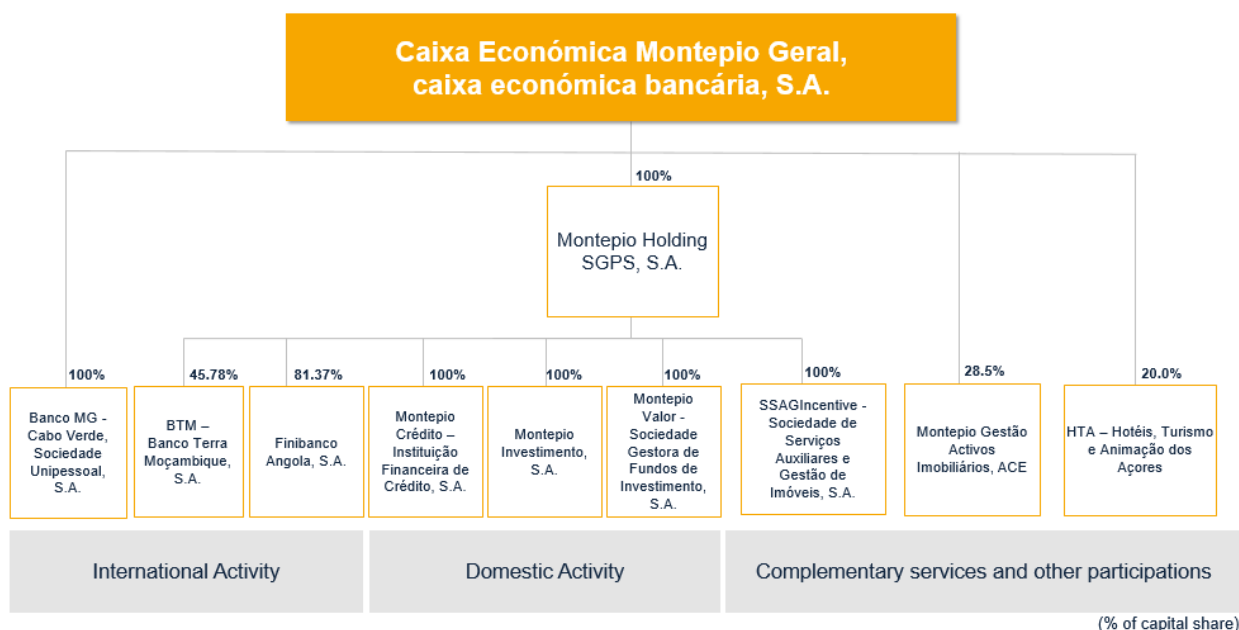 Caixa Económica Montepio Geral,
caixa económica bancária, S.A.
100%
Montepio Holding
SGPS, S.A.
100%
45.78%
81.37%
100%
100%
100%
100%
28.5%
20.0%
Banco MG -
Cabo Verde,
Sociedade
Unipessoal,
S.A.
BTM –
Banco Terra
Moçambique,
S.A.
Finibanco
Angola, S.A.
Montepio
Crédito –
Instituição
Financeira de
Crédito, S.A.
Montepio
Investimento,
S.A.
Montepio
Valor -
Sociedade
Gestora de
Fundos de
Investimento,
S.A.
SSAGIncentive -
Sociedade de
Serviços
Auxiliares e
Gestão de
Imóveis, S.A.
Montepio Gestão
Activos
Imobiliários, ACE
HTA – Hotéis, Turismo
e Animação dos
Açores
International Activity
Domestic Activity
Complementary services and other participations
(% of capital share)